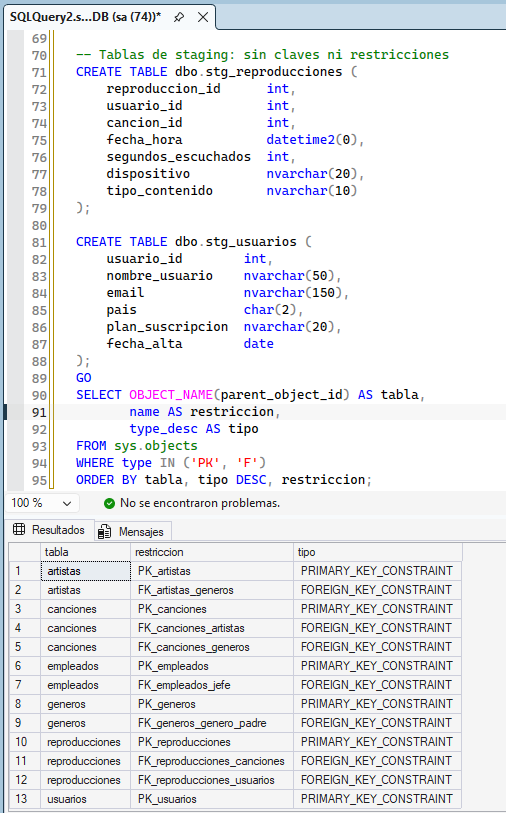 SQLQuery2.s...DB (sa (74))*
69
70 -- Tablas de staging: sin claves ni restricciones
71 CREATE TABLE dbo.stg_reproducciones (
72 reproduccion_id int,
73 usuario_id int,
74 cancion_id int,
75 fecha_hora datetime2(0),
76 segundos_escuchados int,
77 dispositivo nvarchar(20),
78 tipo_contenido nvarchar(10)
79 );
80
81 CREATE TABLE dbo.stg_usuarios (
82 usuario_id int,
83 nombre_usuario nvarchar(50),
84 email nvarchar(150),
85 pais char(2),
86 plan_suscripcion nvarchar(20),
87 fecha_alta date
88 );
89 GO
90 SELECT OBJECT_NAME(parent_object_id) AS tabla,
91 name AS restriccion,
92 type_desc AS tipo
93 FROM sys.objects
94 WHERE type IN ('PK', 'F')
95 ORDER BY tabla, tipo DESC, restriccion;
100 % No se encontraron problemas.
Resultados Mensajes
tabla restriccion tipo
1 artistas PK_artistas PRIMARY_KEY_CONSTRAINT
2 artistas FK_artistas_generos FOREIGN_KEY_CONSTRAINT
3 canciones PK_canciones PRIMARY_KEY_CONSTRAINT
4 canciones FK_canciones_artistas FOREIGN_KEY_CONSTRAINT
5 canciones FK_canciones_generos FOREIGN_KEY_CONSTRAINT
6 empleados PK_empleados PRIMARY_KEY_CONSTRAINT
7 empleados FK_empleados_jefe FOREIGN_KEY_CONSTRAINT
8 generos PK_generos PRIMARY_KEY_CONSTRAINT
9 generos FK_generos_genero_padre FOREIGN_KEY_CONSTRAINT
10 reproducciones PK_reproducciones PRIMARY_KEY_CONSTRAINT
11 reproducciones FK_reproducciones_canciones FOREIGN_KEY_CONSTRAINT
12 reproducciones FK_reproducciones_usuarios FOREIGN_KEY_CONSTRAINT
13 usuarios PK_usuarios PRIMARY_KEY_CONSTRAINT